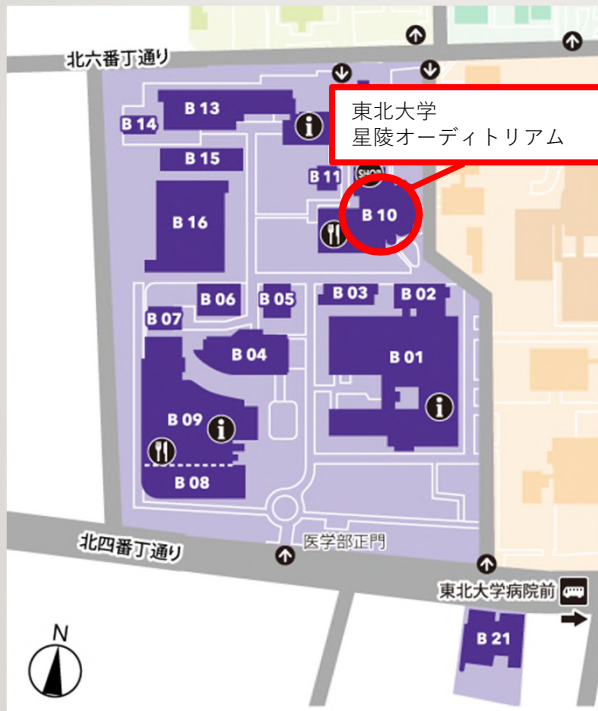 北六番丁通り
B 13
B 14
東北大学
星陵オーディトリアム
B 15
B 11
SHOP
B 16
B 10
B 06
B 05
B 03
B 02
B 07
B 04
B 01
B 09
B 08
北四番丁通り
医学部正門
東北大学病院前
B 21
N